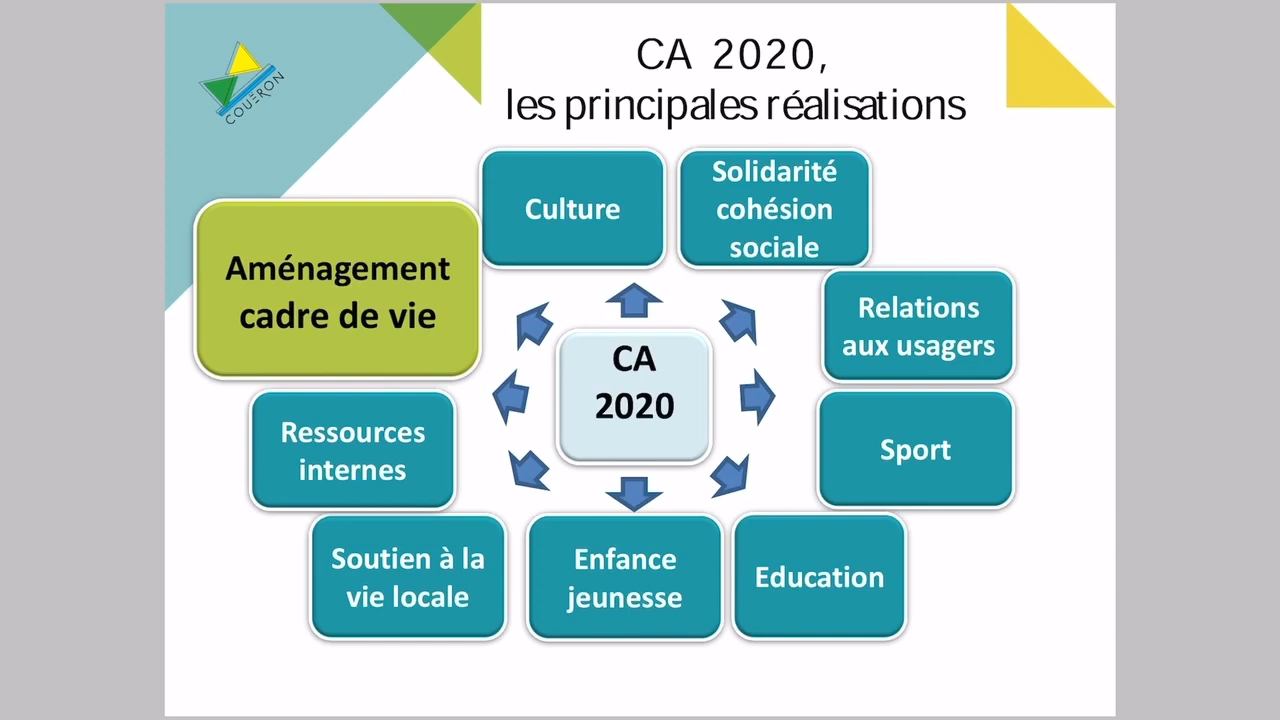 COUËRON
CA 2020,
les principales réalisations
Culture
Solidarité
cohésion
sociale
Aménagement
cadre de vie
Relations
aux usagers
CA
2020
Ressources
internes
Sport
Soutien à la
vie locale
Enfance
jeunesse
Education